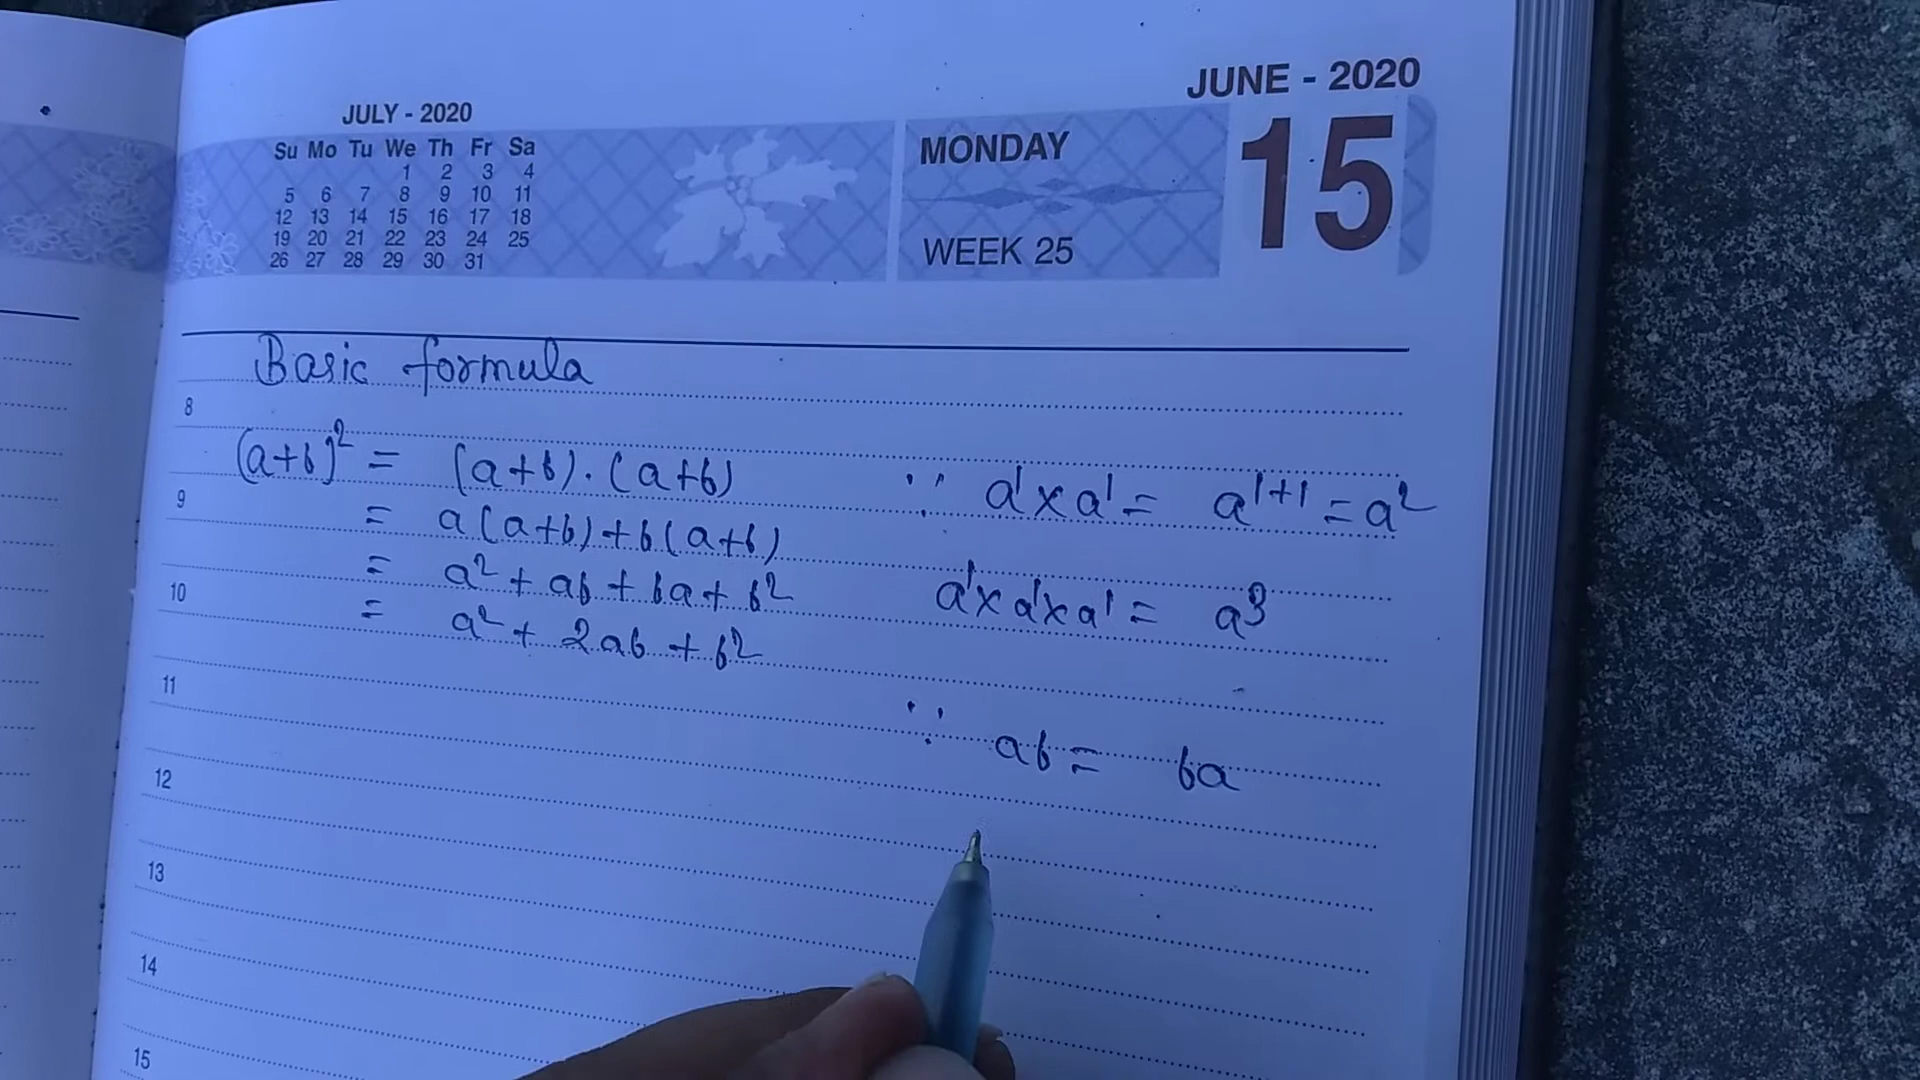 JULY - 2020
Su Mo Tu We Th Fr Sa
1 2 3 4
5 6 7 8 9 10 11
12 13 14 15 16 17 18
19 20 21 22 23 24 25
26 27 28 29 30 31
JUNE - 2020
MONDAY
15
WEEK 25
Basic formula
8
(a+b)² = (a+b).(a+b) ∵ a¹×a¹ = a¹⁺¹ = a²
9
= a(a+b)+b(a+b)
= a² + ab + ba + b² a¹×a¹×a¹ = a³
10
= a² + 2ab + b²
11
∵ ab = ba
12
13
14
15